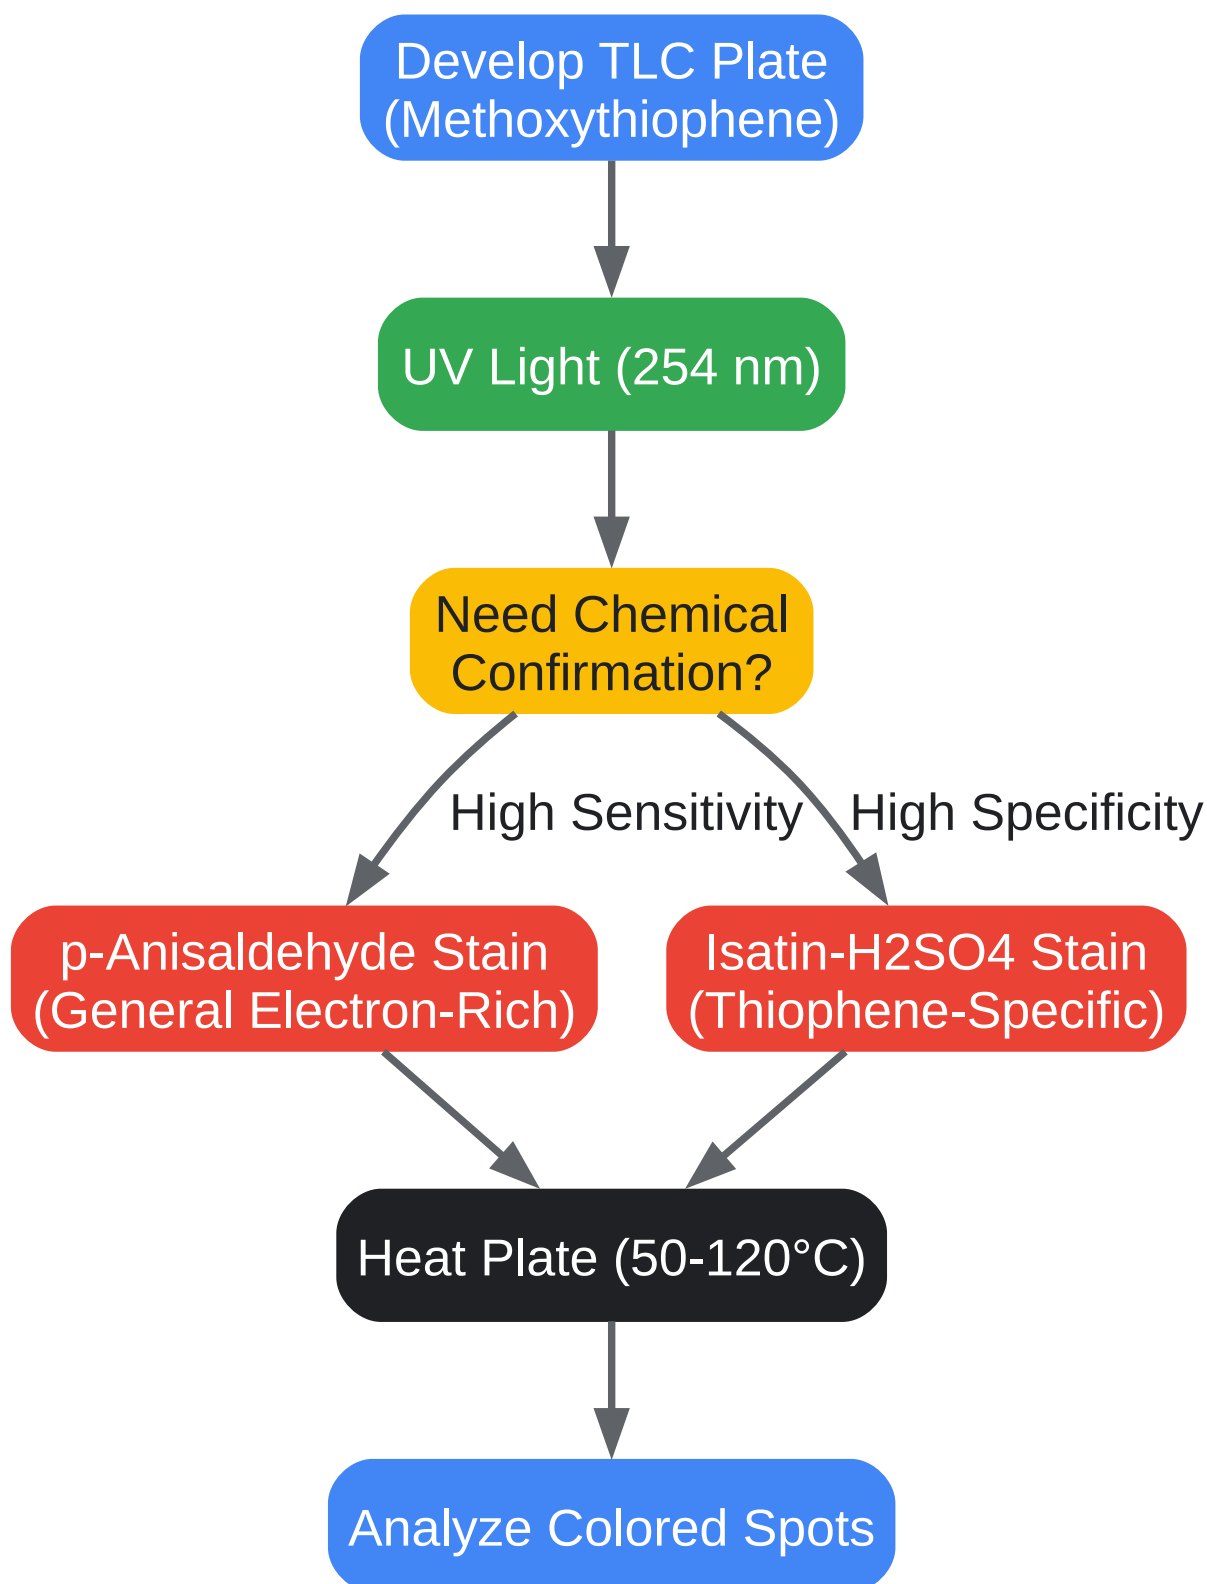 Develop TLC Plate
(Methoxythiophene)
UV Light (254 nm)
Need Chemical
Confirmation?
High Sensitivity
High Specificity
p-Anisaldehyde Stain
(General Electron-Rich)
Isatin-H2SO4 Stain
(Thiophene-Specific)
Heat Plate (50-120°C)
Analyze Colored Spots